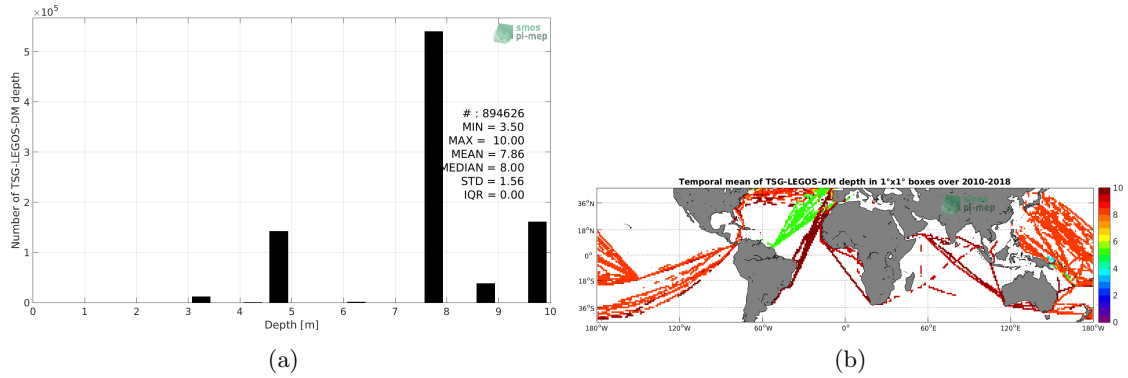 ×10⁵
smos
pi-mep
5
4
3
2
1
0
Number of TSG-LEGOS-DM depth
# : 894626
MIN = 3.50
MAX = 10.00
MEAN = 7.86
MEDIAN = 8.00
STD = 1.56
IQR = 0.00
0 1 2 3 4 5 6 7 8 9 10
Depth [m]
(a)
Temporal mean of TSG-LEGOS-DM depth in 1°x1° boxes over 2010-2018
smos
pi-mep
36°N
18°N
0°
18°S
36°S
180°W 120°W 60°W 0° 60°E 120°E 180°W
10
8
6
4
2
0
(b)